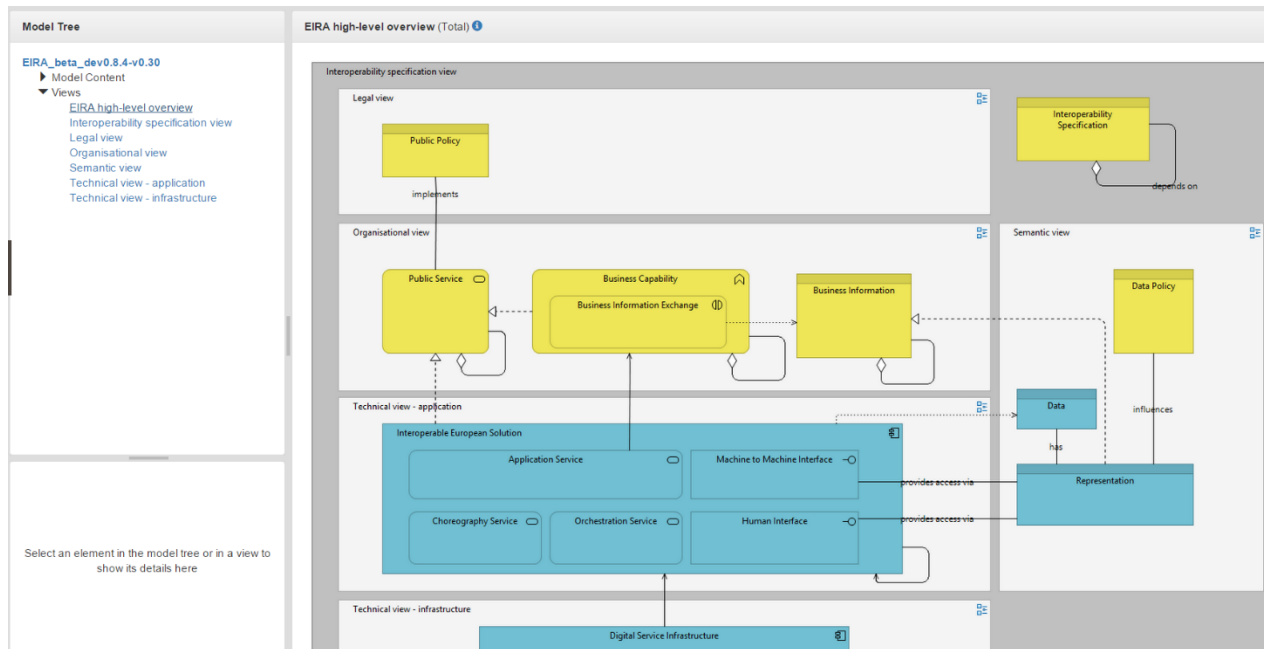 Model Tree
EIRA_beta_dev0.8.4-v0.30
Model Content
Views
EIRA high-level overview
Interoperability specification view
Legal view
Organisational view
Semantic view
Technical view - application
Technical view - infrastructure
Select an element in the model tree or in a view to
show its details here
EIRA high-level overview (Total)
Interoperability specification view
Legal view
Public Policy
implements
Interoperability
Specification
depends on
Organisational view
Public Service
Business Capability
Business Information Exchange
Business Information
Semantic view
Data Policy
influences
Data
has
Representation
Technical view - application
Interoperable European Solution
Application Service
Machine to Machine Interface
provides access via
Choreography Service
Orchestration Service
Human Interface
provides access via
Technical view - infrastructure
Digital Service Infrastructure